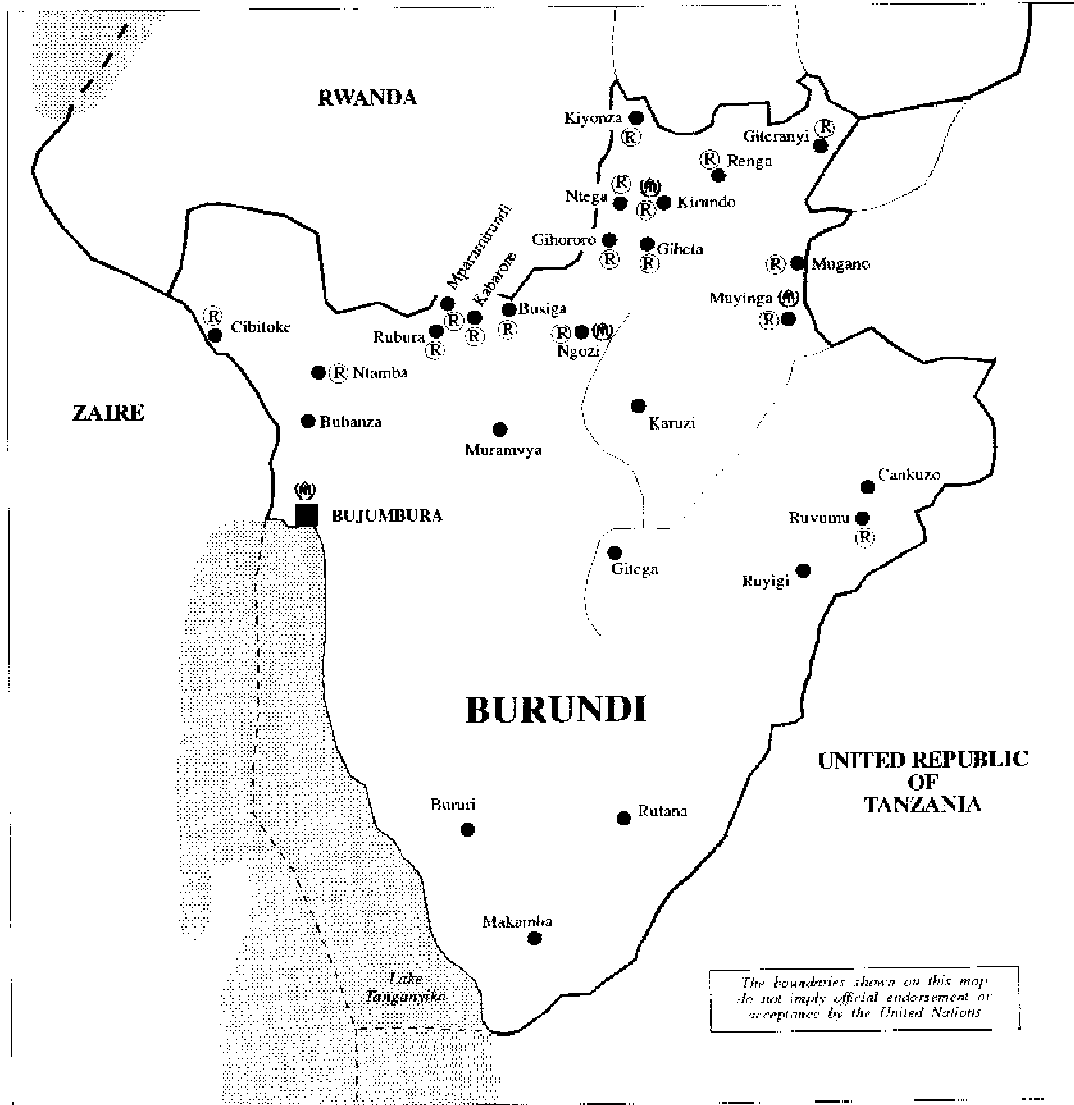 RWANDA
Kiyonza
R
Giteranyi
R
R
Renga
Ntega
R
R
Kirundo
Mparamirundi
Gihororo
R
Giheta
R
R
Mugano
Kabarore
Muyinga
R
R
Cibitoke
Rubura
R
R
R
Busiga
R
R
Ngozi
R
Ntamba
ZAIRE
Bubanza
Muramvya
Karuzi
Cankuzo
BUJUMBURA
Ruvumu
R
Gitega
Ruyigi
BURUNDI
UNITED REPUBLIC
OF
TANZANIA
Bururi
Rutana
Makamba
Lake
Tanganyika
The boundaries shown on this map
do not imply official endorsement or
acceptance by the United Nations